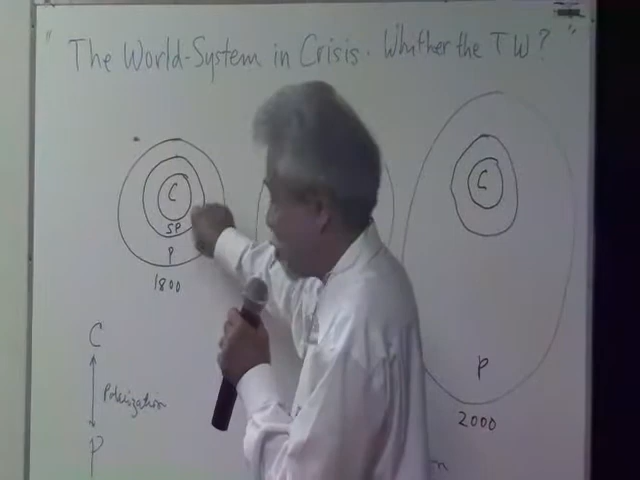 "The World-System in Crisis. Whither the TW?"
C
SP
P
1800
C
P
2000
C
Polarization
P